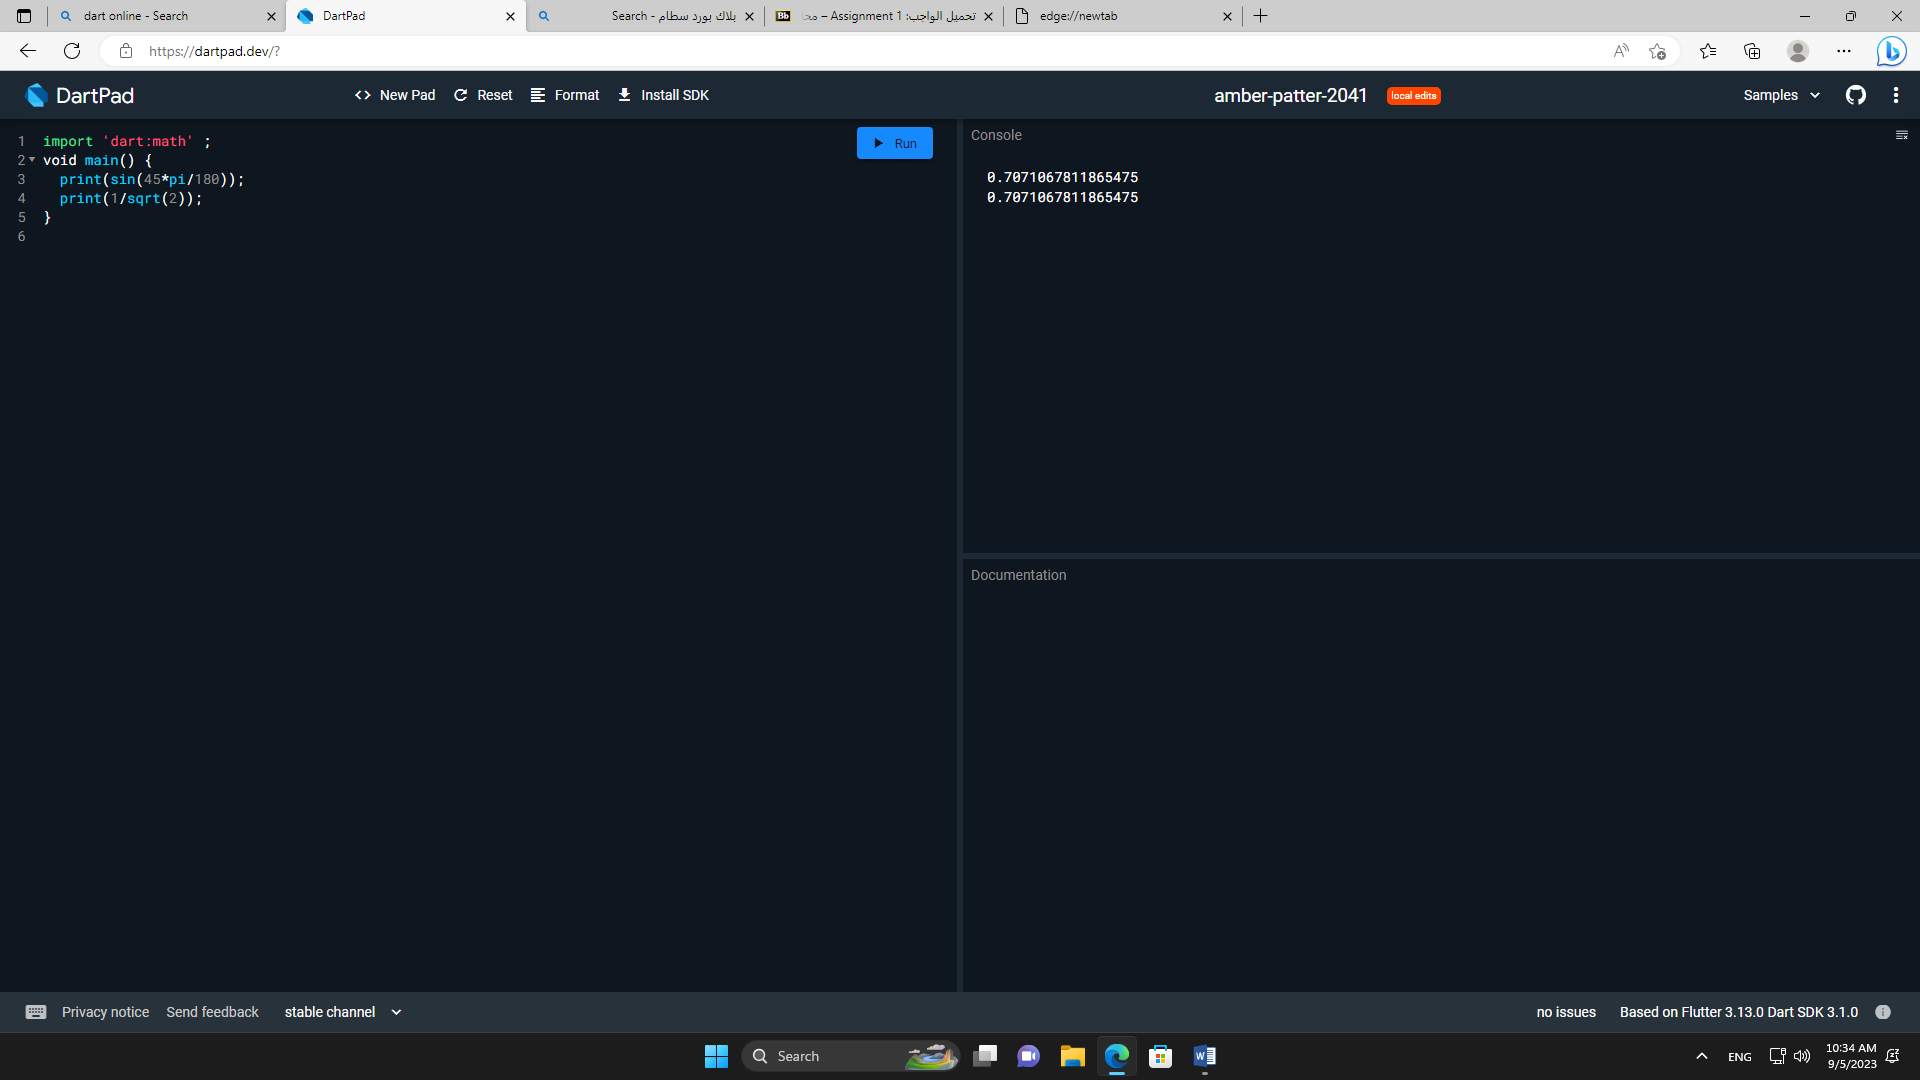 dart online - Search
DartPad
بلاك بورد سطام - Search
تحميل الواجب: Assignment 1 – محا
edge://newtab
https://dartpad.dev/?
DartPad
<> New Pad
Reset
Format
Install SDK
amber-patter-2041
local edits
Samples
1 import 'dart:math' ;
2 void main() {
3 print(sin(45*pi/180));
4 print(1/sqrt(2));
5 }
6
Run
Console
0.7071067811865475
0.7071067811865475
Documentation
Privacy notice
Send feedback
stable channel
no issues
Based on Flutter 3.13.0 Dart SDK 3.1.0
Search
ENG
10:34 AM
9/5/2023